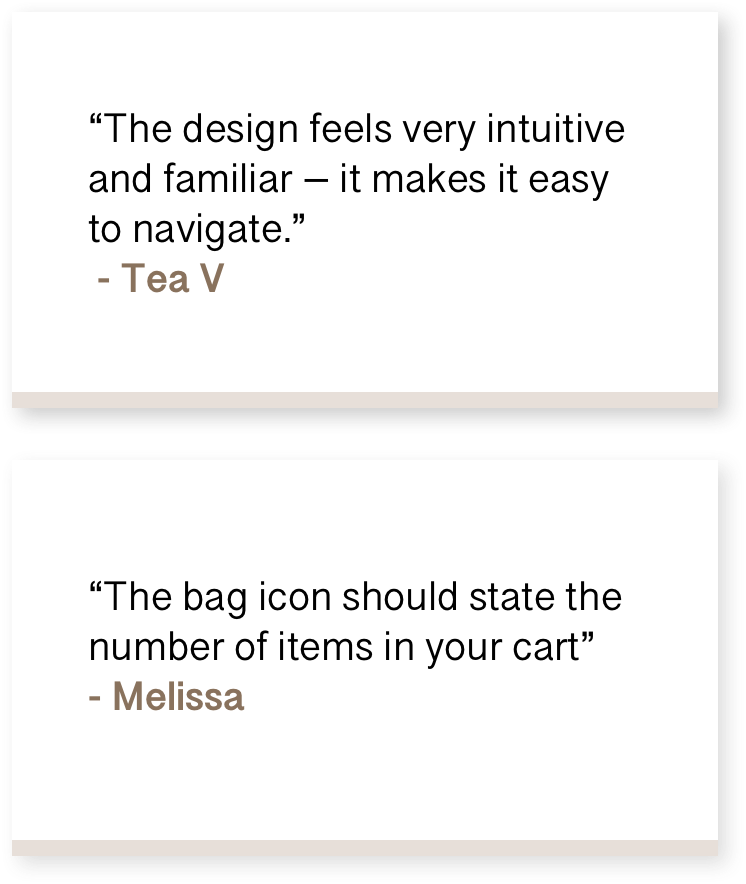 “The design feels very intuitive
and familiar – it makes it easy
to navigate.”
- Tea V
“The bag icon should state the
number of items in your cart”
- Melissa